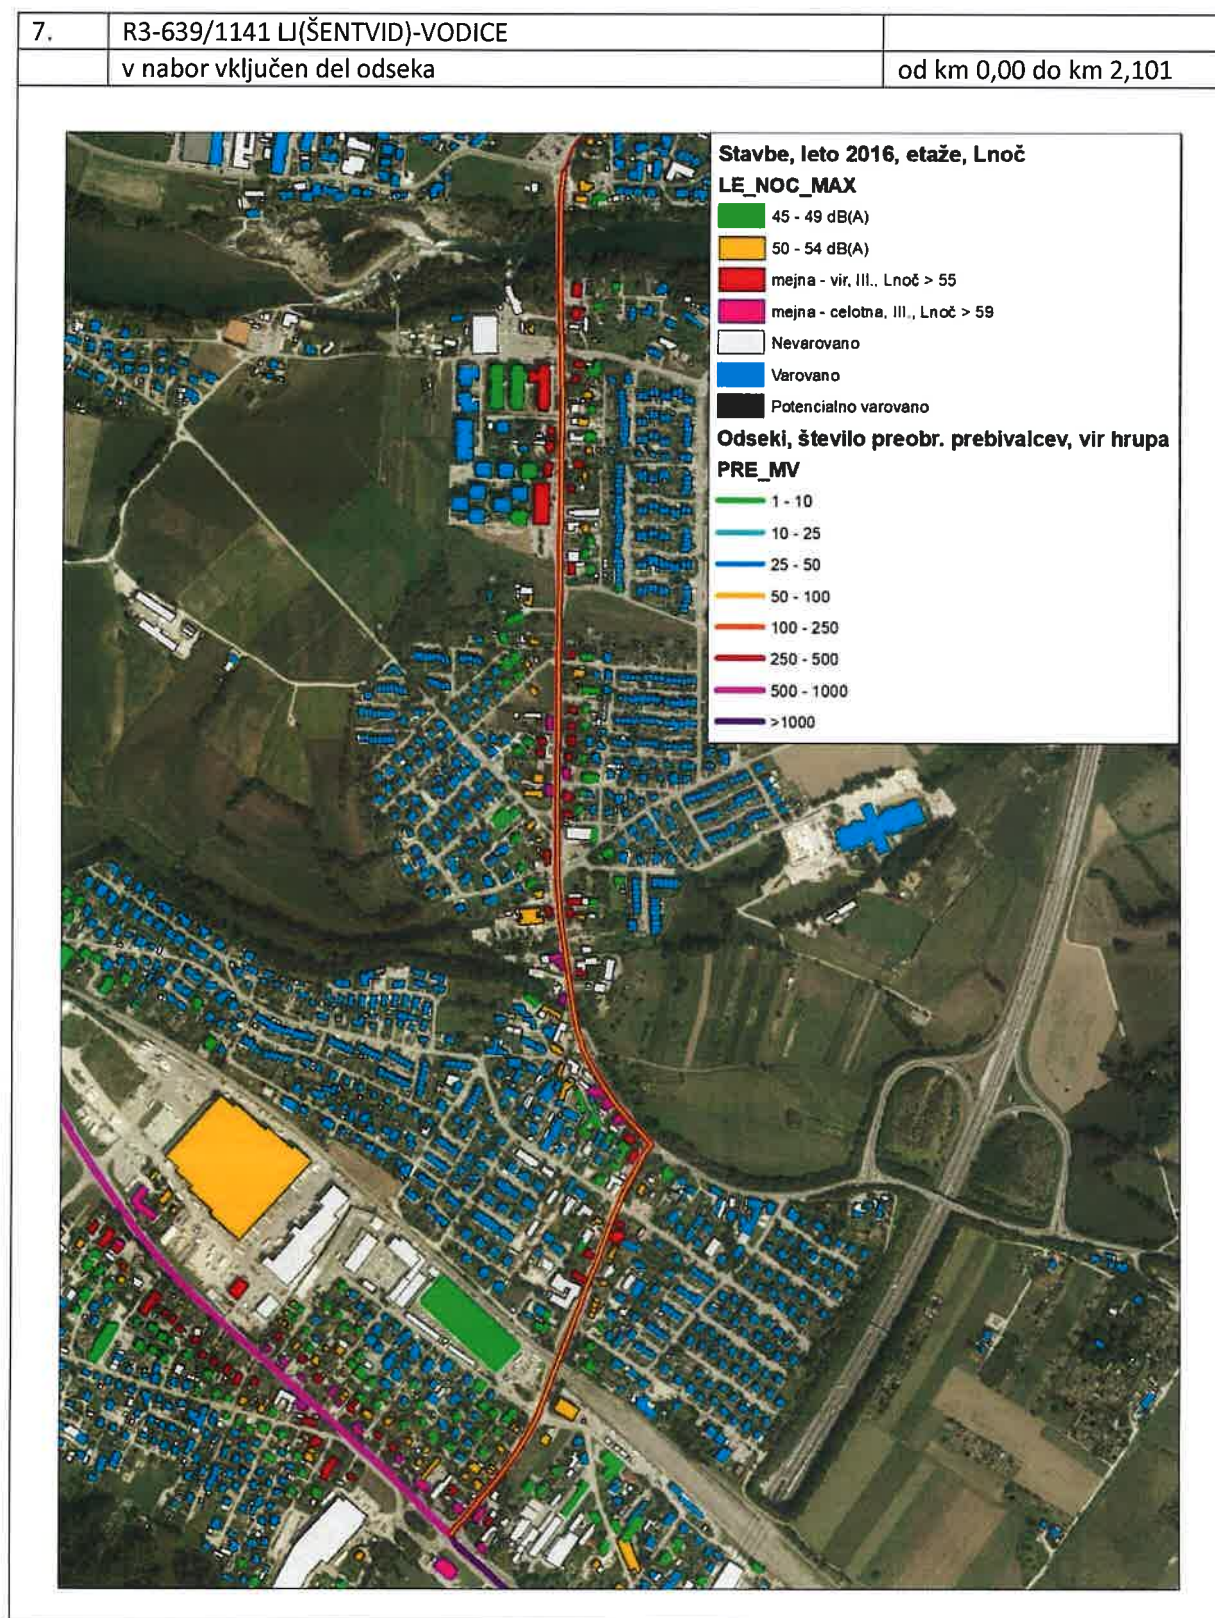 7. R3-639/1141 LJ(ŠENTVID)-VODICE
v nabor vključen del odseka od km 0,00 do km 2,101
Stavbe, leto 2016, etaže, Lnoč
LE_NOC_MAX
45 - 49 dB(A)
50 - 54 dB(A)
mejna - vir, III., Lnoč > 55
mejna - celotna, III., Lnoč > 59
Nevarovano
Varovano
Potencialno varovano
Odseki, število preobr. prebivalcev, vir hrupa
PRE_MV
1 - 10
10 - 25
25 - 50
50 - 100
100 - 250
250 - 500
500 - 1000
>1000